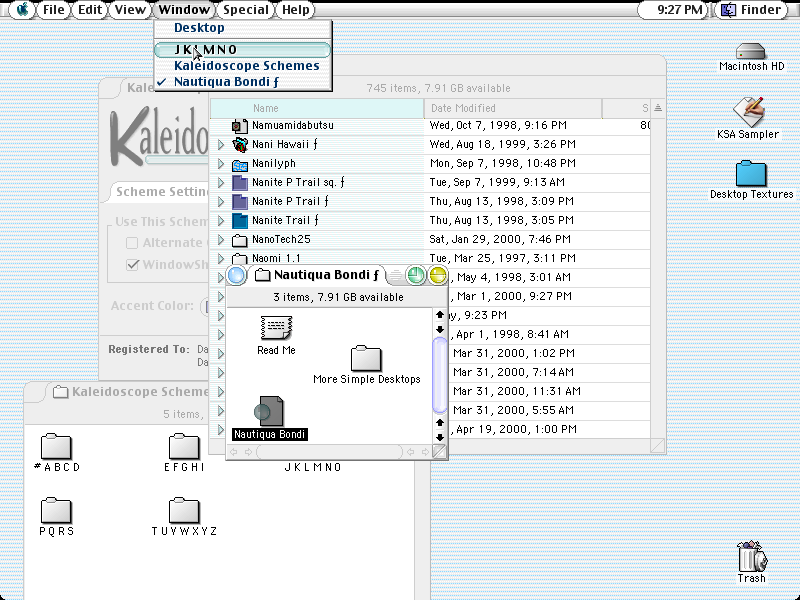 File Edit View Window Special Help 9:27 PM Finder
Desktop
J K L M N O
Kaleidoscope Schemes
✓ Nautiqua Bondi ƒ
745 items, 7.91 GB available
Name Date Modified S
Namuamidabutsu Wed, Oct 7, 1998, 9:16 PM 80
Nani Hawaii ƒ Wed, Aug 18, 1999, 3:26 PM
Nanilyph Mon, Sep 7, 1998, 10:48 PM
Nanite P Trail sq. ƒ Tue, Sep 7, 1999, 9:13 AM
Nanite P Trail ƒ Thu, Aug 13, 1998, 3:09 PM
Nanite Trail ƒ Thu, Aug 13, 1998, 3:05 PM
NanoTech25 Sat, Jan 29, 2000, 7:46 PM
Naomi 1.1 Tue, Mar 25, 1997, 3:11 PM
, May 4, 1998, 3:01 AM
, Mar 1, 2000, 9:27 PM
y, 9:23 PM
, Apr 1, 1998, 8:41 AM
Mar 31, 2000, 1:02 PM
Mar 31, 2000, 7:14 AM
Mar 31, 2000, 11:31 AM
Mar 31, 2000, 5:55 AM
, Apr 19, 2000, 1:00 PM
Kale
Kaleido
Scheme Settin
Use This Schem
Alternate
WindowSh
Accent Color:
Registered To: Da
Da
Nautiqua Bondi ƒ
3 items, 7.91 GB available
Read Me
More Simple Desktops
Nautiqua Bondi
Kaleidoscope Scheme
5 items,
#ABCD
EFGHI
JKLMNO
PQRS
TUVWXYZ
Macintosh HD
KSA Sampler
Desktop Textures
Trash